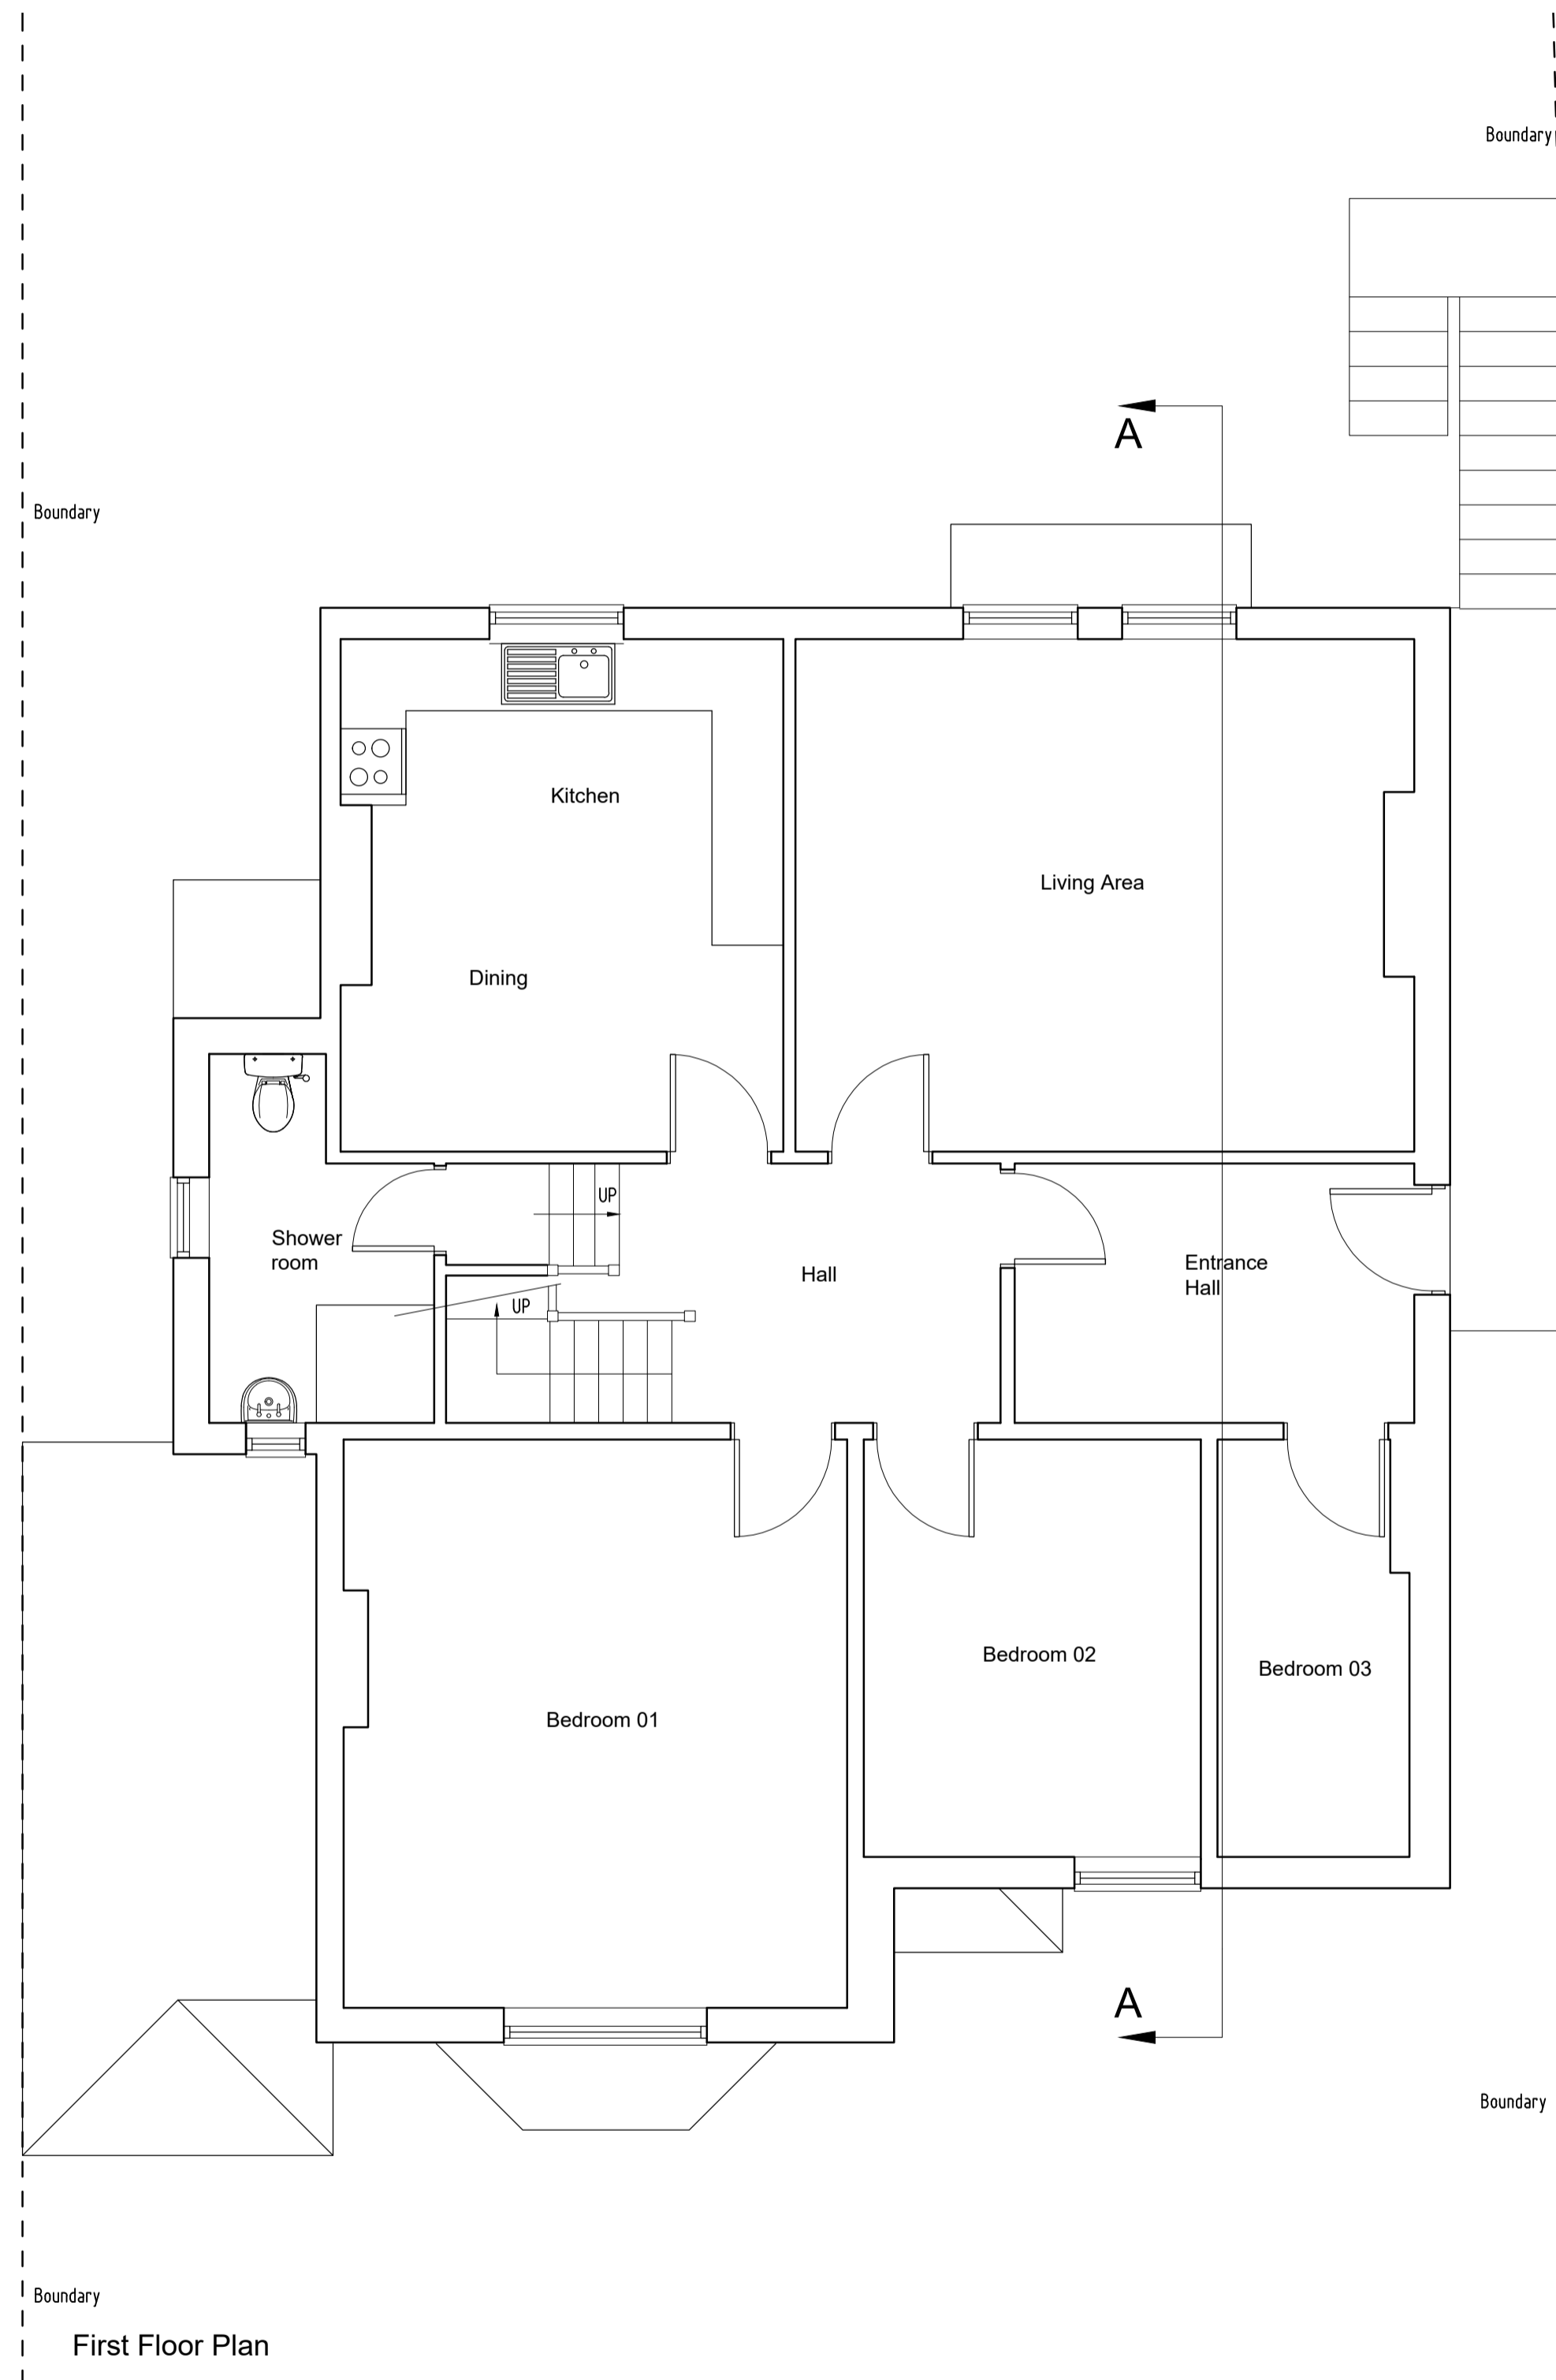 Boundary
A
Boundary
Kitchen
Living Area
Dining
UP
Shower
room
Hall
Entrance
Hall
UP
Bedroom 02
Bedroom 03
Bedroom 01
A
Boundary
Boundary
First Floor Plan